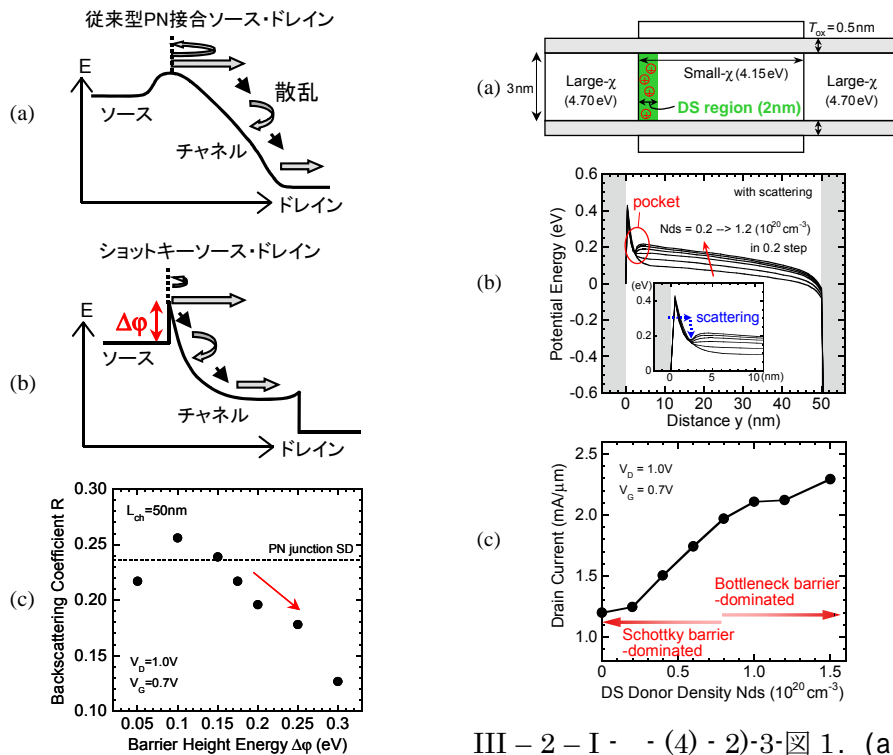 従来型PN接合ソース・ドレイン
E
散乱
(a)
ソース
チャネル
ドレイン
ショットキーソース・ドレイン
E
Δφ
ソース
(b)
チャネル
ドレイン
0.30
0.25
0.20
0.15
0.10
Backscattering Coefficient R
Lch=50nm
PN junction SD
(c)
VD=1.0V
VG=0.7V
0.05 0.1 0.15 0.2 0.25 0.3
Barrier Height Energy Δφ (eV)
Tox=0.5nm
(a)
3nm
Large-χ
(4.70eV)
Small-χ(4.15eV)
DS region (2nm)
Large-χ
(4.70eV)
0.6
0.4
0.2
0
-0.2
-0.4
-0.6
Potential Energy (eV)
with scattering
pocket
Nds = 0.2 --> 1.2 (10^20 cm^-3)
in 0.2 step
(b)
(eV)
0.4
0.2
0
scattering
0 5 10(nm)
0 10 20 30 40 50
Distance y (nm)
2.5
2.0
1.5
1.0
Drain Current (mA/μm)
VD= 1.0V
VG= 0.7V
(c)
Bottleneck barrier
-dominated
Schottky barrier
-dominated
0 0.5 1.0 1.5
DS Donor Density Nds (10^20 cm^-3)
III – 2 – I - - (4) - 2)-3-図 1. (a